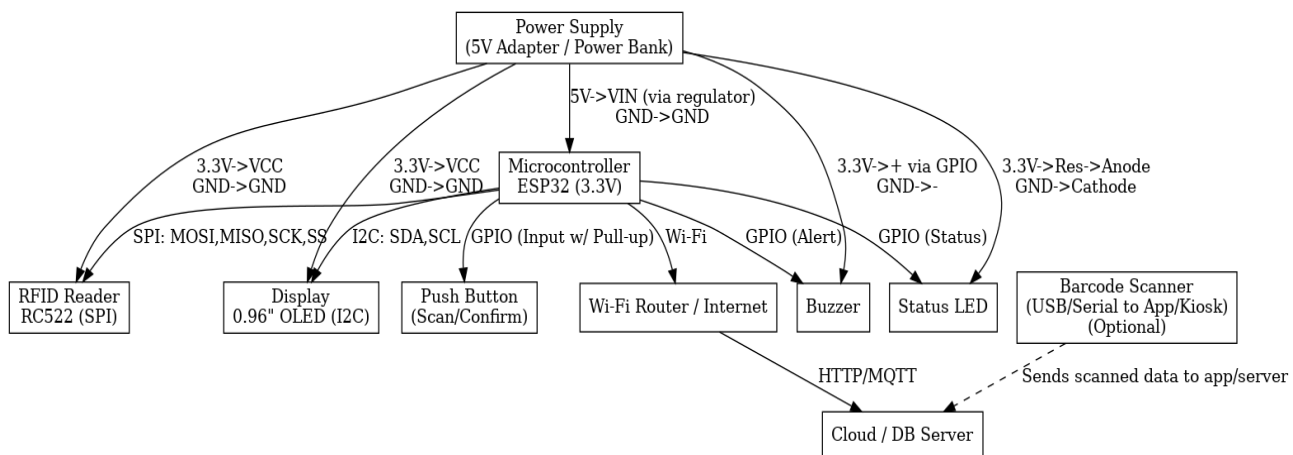 Power Supply
(5V Adapter / Power Bank)
5V->VIN (via regulator)
GND->GND
3.3V->VCC
GND->GND
3.3V->VCC
GND->GND
Microcontroller
ESP32 (3.3V)
3.3V->+ via GPIO
GND->-
3.3V->Res->Anode
GND->Cathode
SPI: MOSI,MISO,SCK,SS
I2C: SDA,SCL
GPIO (Input w/ Pull-up)
Wi-Fi
GPIO (Alert)
GPIO (Status)
RFID Reader
RC522 (SPI)
Display
0.96" OLED (I2C)
Push Button
(Scan/Confirm)
Wi-Fi Router / Internet
Buzzer
Status LED
Barcode Scanner
(USB/Serial to App/Kiosk)
(Optional)
HTTP/MQTT
Sends scanned data to app/server
Cloud / DB Server